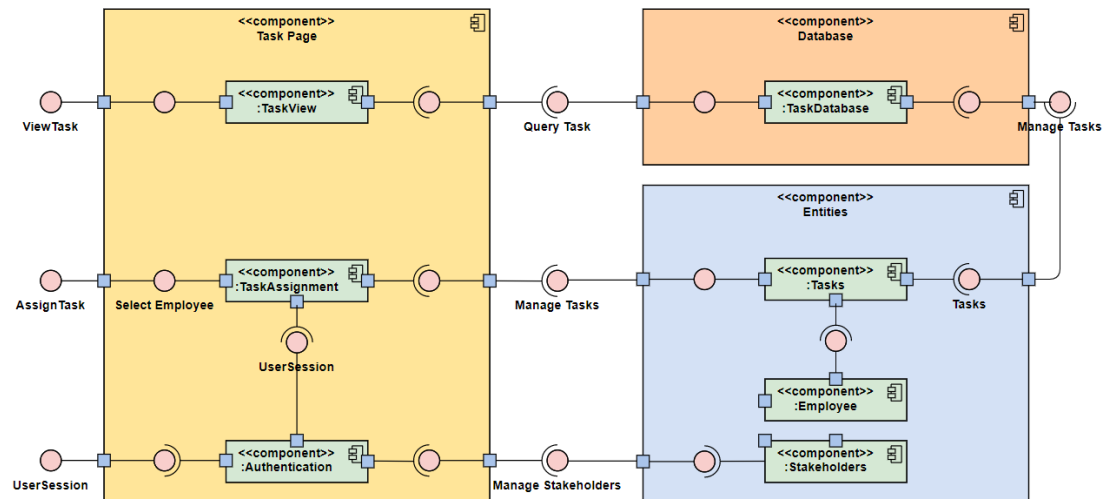 <<component>>
Task Page
<<component>>
Database
<<component>>
:TaskView
<<component>>
:TaskDatabase
ViewTask
Query Task
Manage Tasks
<<component>>
Entities
<<component>>
:TaskAssignment
<<component>>
:Tasks
AssignTask
Select Employee
Manage Tasks
Tasks
UserSession
<<component>>
:Employee
<<component>>
:Authentication
<<component>>
:Stakeholders
UserSession
Manage Stakeholders